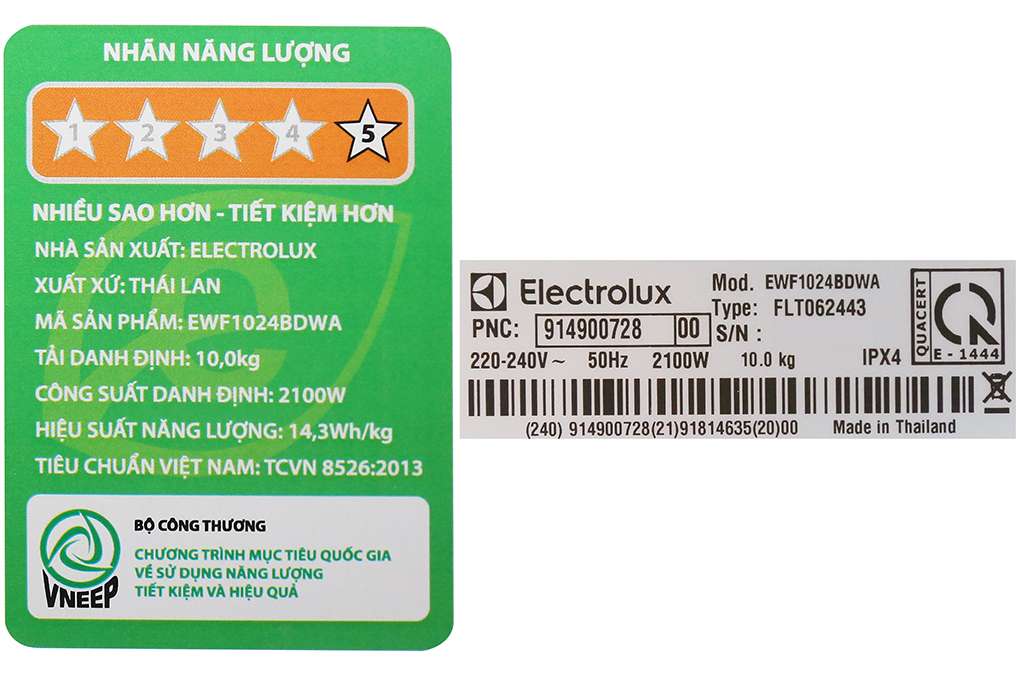 NHÃN NĂNG LƯỢNG
1 2 3 4 5
NHIỀU SAO HƠN - TIẾT KIỆM HƠN
NHÀ SẢN XUẤT: ELECTROLUX
XUẤT XỨ: THÁI LAN
MÃ SẢN PHẨM: EWF1024BDWA
TẢI DANH ĐỊNH: 10,0kg
CÔNG SUẤT DANH ĐỊNH: 2100W
HIỆU SUẤT NĂNG LƯỢNG: 14,3Wh/kg
TIÊU CHUẨN VIỆT NAM: TCVN 8526:2013
BỘ CÔNG THƯƠNG
CHƯƠNG TRÌNH MỤC TIÊU QUỐC GIA
VỀ SỬ DỤNG NĂNG LƯỢNG
TIẾT KIỆM VÀ HIỆU QUẢ
VNEEP
Electrolux
Mod. EWF1024BDWA
Type: FLT062443
PNC: 914900728 00 S/N :
220-240V~ 50Hz 2100W 10.0 kg IPX4
QUACERT
E - 1444
(240) 914900728(21)91814635(20)00 Made in Thailand